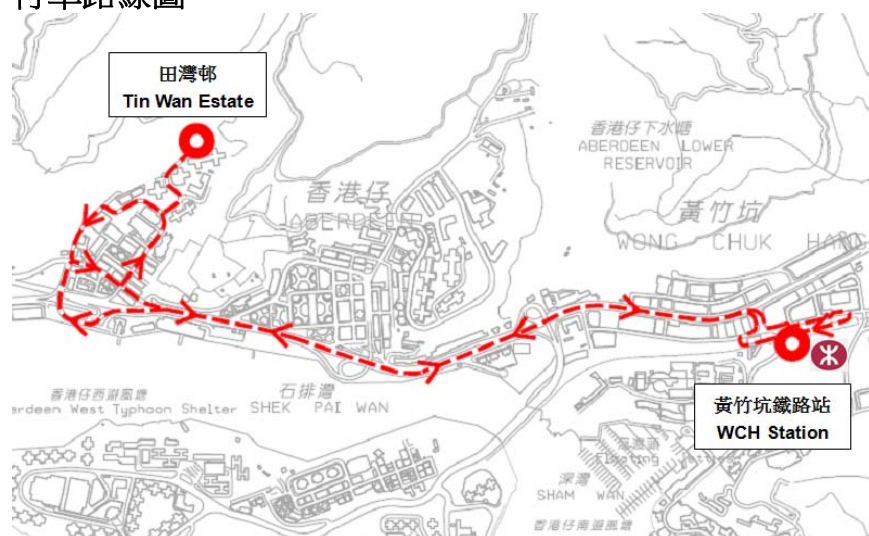 行車路線圖
田灣邨
Tin Wan Estate
香港仔下水塘
ABERDEEN LOWER
RESERVOIR
香港仔
ABERDEEN
黃竹坑
WONG CHUK HANG
香港仔西避風塘
erdeen West Typhoon Shelter
石排灣
SHEK PAI WAN
黃竹坑鐵路站
WCH Station
Floating
深灣
SHAM WAN
香港仔南避風塘